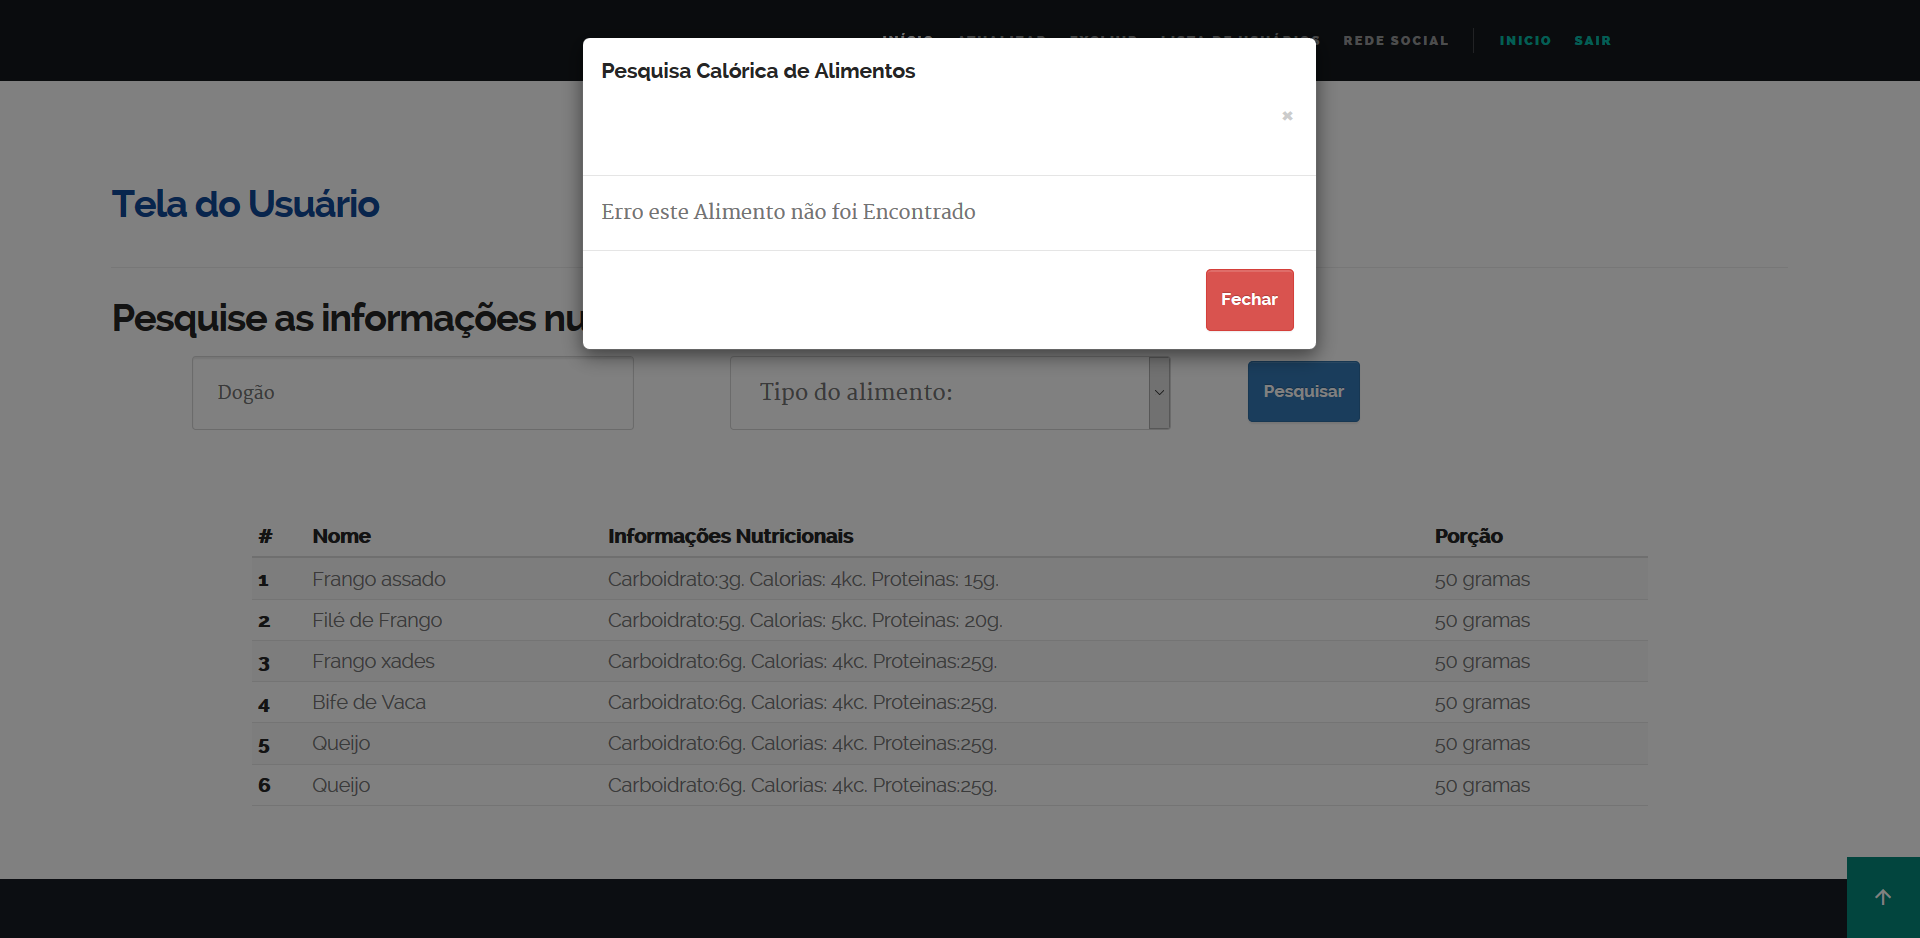 REDE SOCIAL INICIO SAIR
Pesquisa Calórica de Alimentos
Tela do Usuário
Erro este Alimento não foi Encontrado
Fechar
Pesquise as informações nu
Dogão Tipo do alimento: Pesquisar
# Nome Informações Nutricionais Porção
1 Frango assado Carboidrato:3g. Calorias: 4kc. Proteinas: 15g. 50 gramas
2 Filé de Frango Carboidrato:5g. Calorias: 5kc. Proteinas: 20g. 50 gramas
3 Frango xades Carboidrato:6g. Calorias: 4kc. Proteinas:25g. 50 gramas
4 Bife de Vaca Carboidrato:6g. Calorias: 4kc. Proteinas:25g. 50 gramas
5 Queijo Carboidrato:6g. Calorias: 4kc. Proteinas:25g. 50 gramas
6 Queijo Carboidrato:6g. Calorias: 4kc. Proteinas:25g. 50 gramas